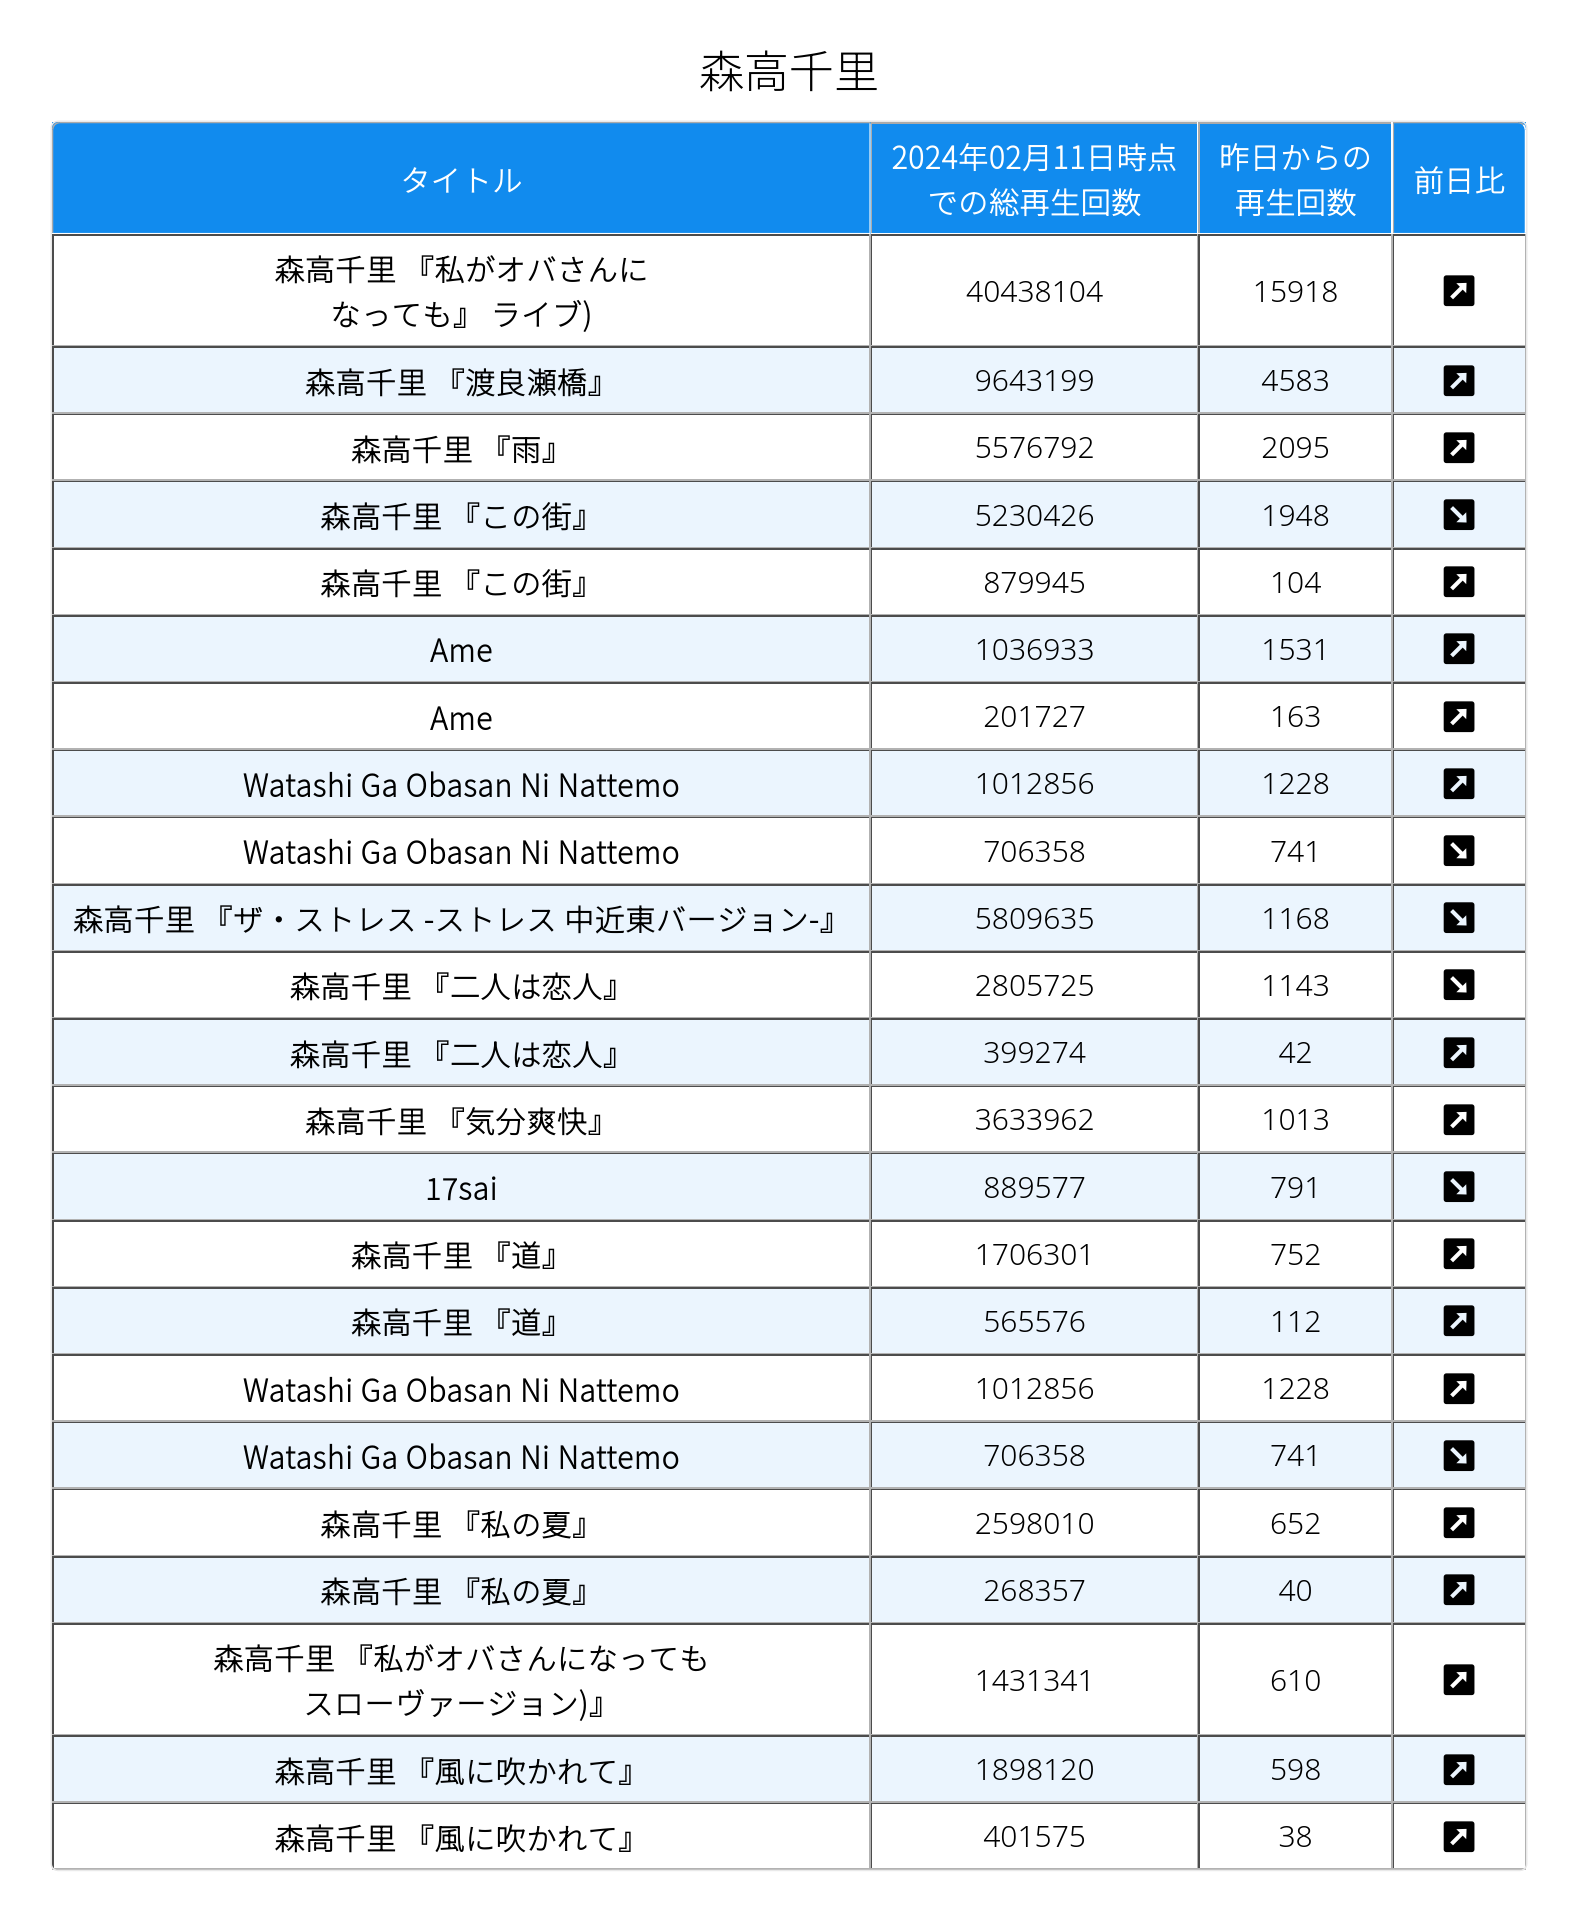 森高千里
タイトル
2024年02月11日時点
での総再生回数
昨日からの
再生回数
前日比
森高千里 『私がオバさんに
なっても』 ライブ)
40438104
15918
森高千里 『渡良瀬橋』
9643199
4583
森高千里 『雨』
5576792
2095
森高千里 『この街』
5230426
1948
森高千里 『この街』
879945
104
Ame
1036933
1531
Ame
201727
163
Watashi Ga Obasan Ni Nattemo
1012856
1228
Watashi Ga Obasan Ni Nattemo
706358
741
森高千里 『ザ・ストレス -ストレス 中近東バージョン-』
5809635
1168
森高千里 『二人は恋人』
2805725
1143
森高千里 『二人は恋人』
399274
42
森高千里 『気分爽快』
3633962
1013
17sai
889577
791
森高千里 『道』
1706301
752
森高千里 『道』
565576
112
Watashi Ga Obasan Ni Nattemo
1012856
1228
Watashi Ga Obasan Ni Nattemo
706358
741
森高千里 『私の夏』
2598010
652
森高千里 『私の夏』
268357
40
森高千里 『私がオバさんになっても
スローヴァージョン)』
1431341
610
森高千里 『風に吹かれて』
1898120
598
森高千里 『風に吹かれて』
401575
38